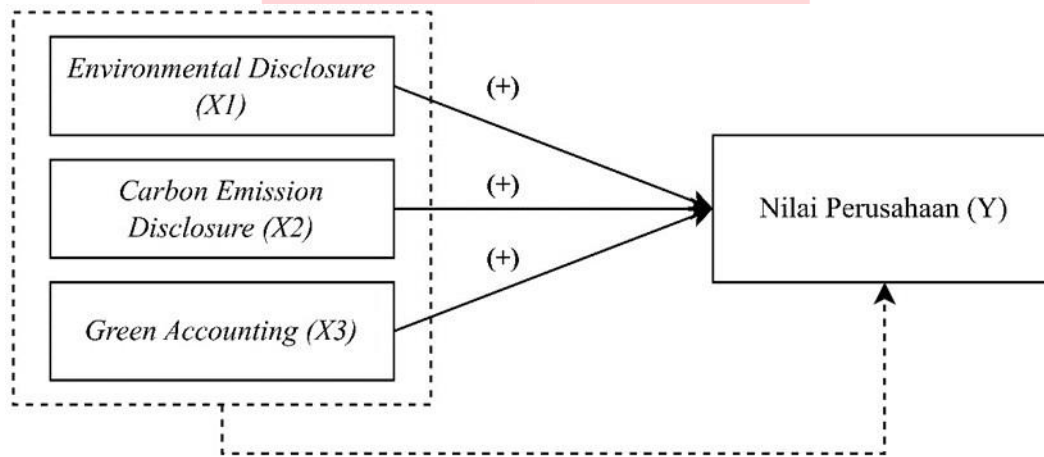 Environmental Disclosure
(X1)
(+)
Carbon Emission
Disclosure (X2)
(+)
Nilai Perusahaan (Y)
(+)
Green Accounting (X3)